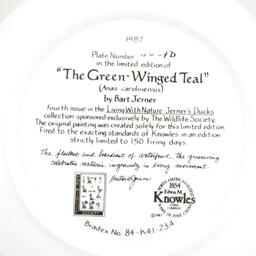 1987
Plate Number
in the limited edition of
"The Green-Winged Teal"
(Anas carolinensis)
by Bart Jerner
Fourth issue in the Living With Nature-Jerner's Ducks
collection sponsored exclusively by The Wildlife Society.
The original painting was created solely for this limited edition.
Fired to the exacting standards of Knowles in an edition
strictly limited to 150 firing days.
The fleetest and hardiest of waterfowl, the greenwing
celebrates nature's ingenuity in every movement.
Bart Jerner
1854
Edwin M.
Knowles
Bradex No. 84-K41-23.4